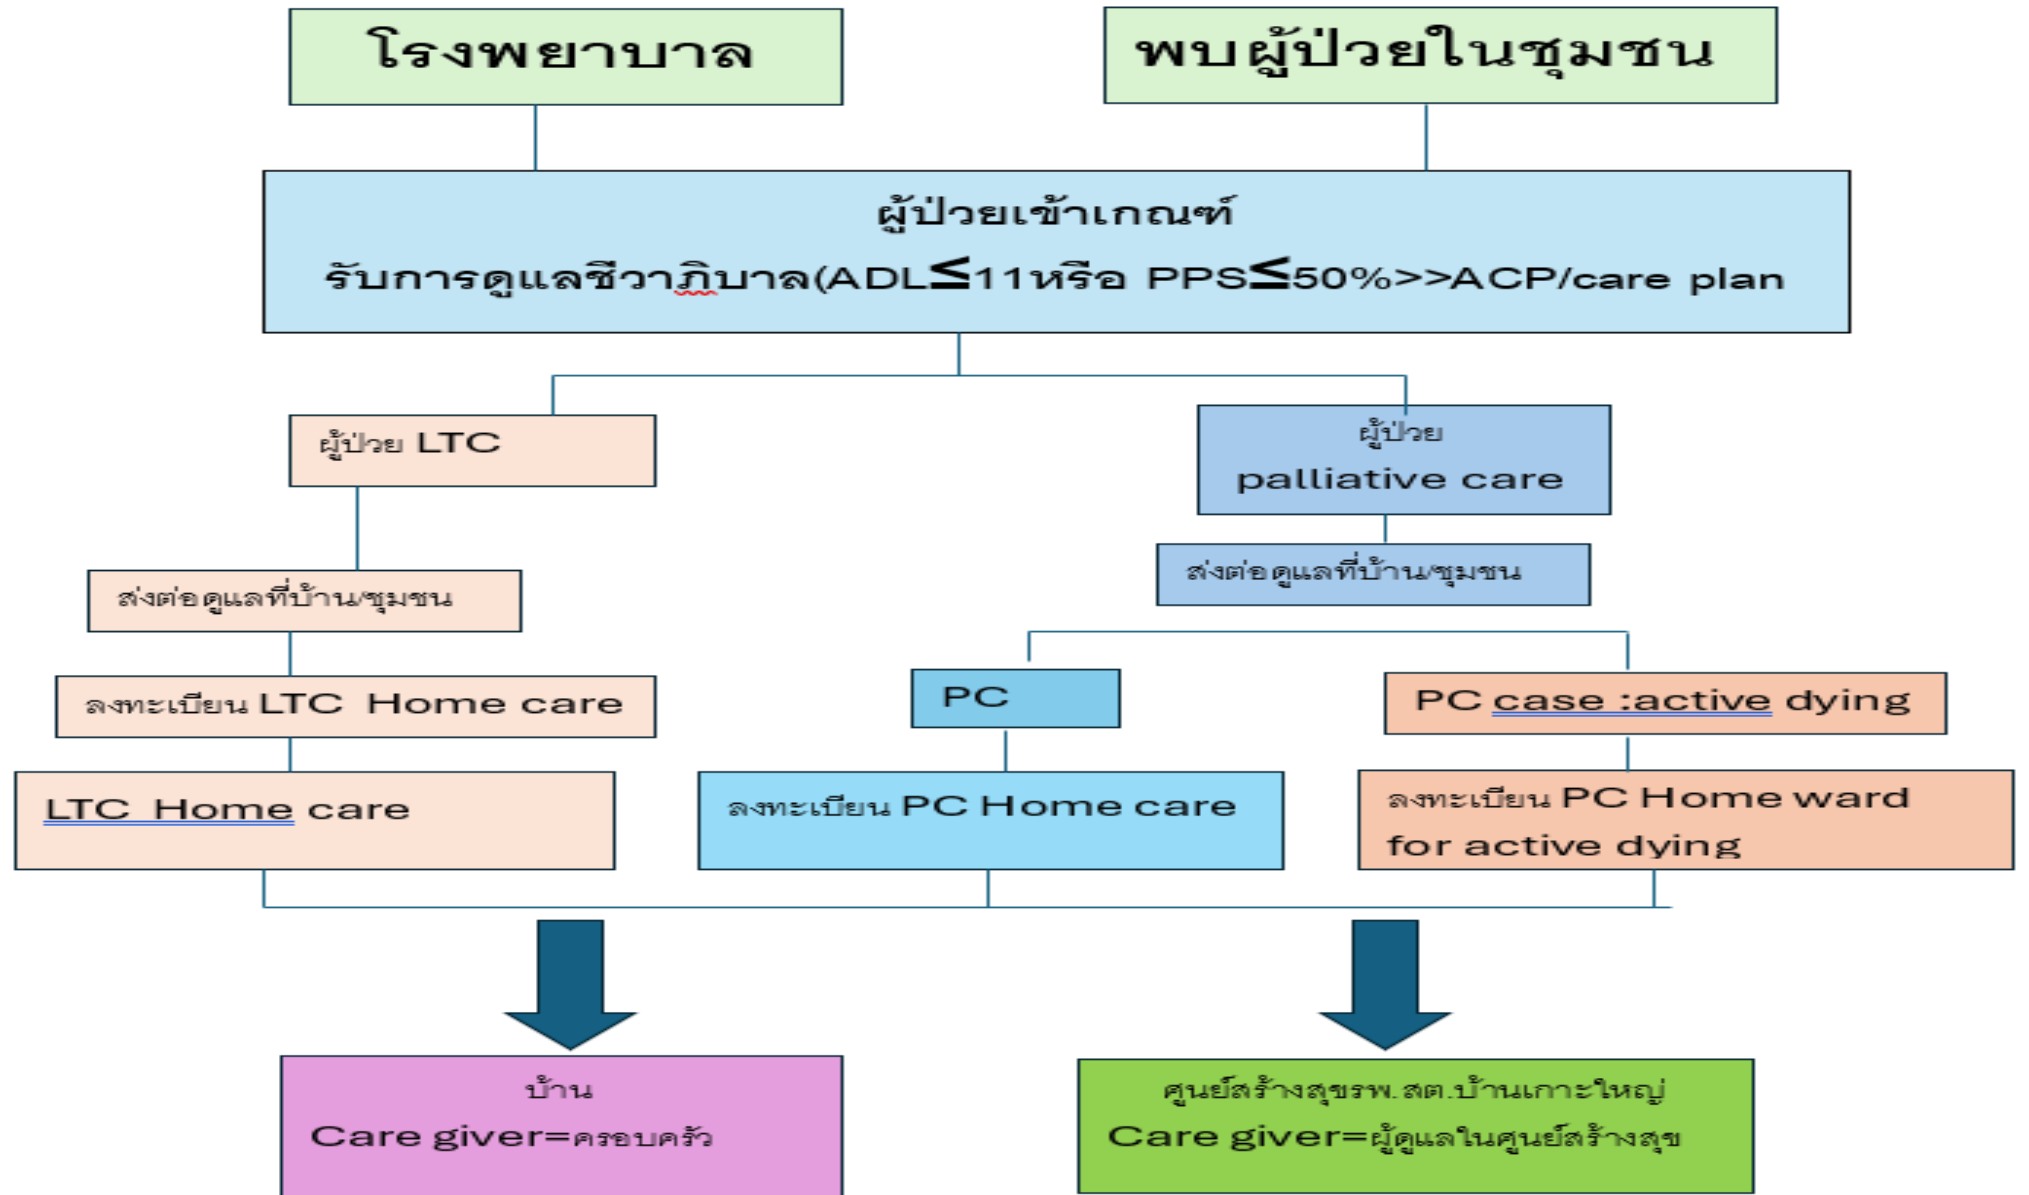 โรงพยาบาล
พบผู้ป่วยในชุมชน
ผู้ป่วยเข้าเกณฑ์
รับการดูแลชีวาภิบาล(ADL≤11หรือ PPS≤50%>>ACP/care plan
ผู้ป่วย LTC
ผู้ป่วย
palliative care
ส่งต่อดูแลที่บ้าน/ชุมชน
ส่งต่อดูแลที่บ้าน/ชุมชน
ลงทะเบียน LTC Home care
PC
PC case :active dying
LTC Home care
ลงทะเบียน PC Home care
ลงทะเบียน PC Home ward
for active dying
บ้าน
Care giver=ครอบครัว
ศูนย์สร้างสุขรพ.สต.บ้านเกาะใหญ่
Care giver=ผู้ดูแลในศูนย์สร้างสุข